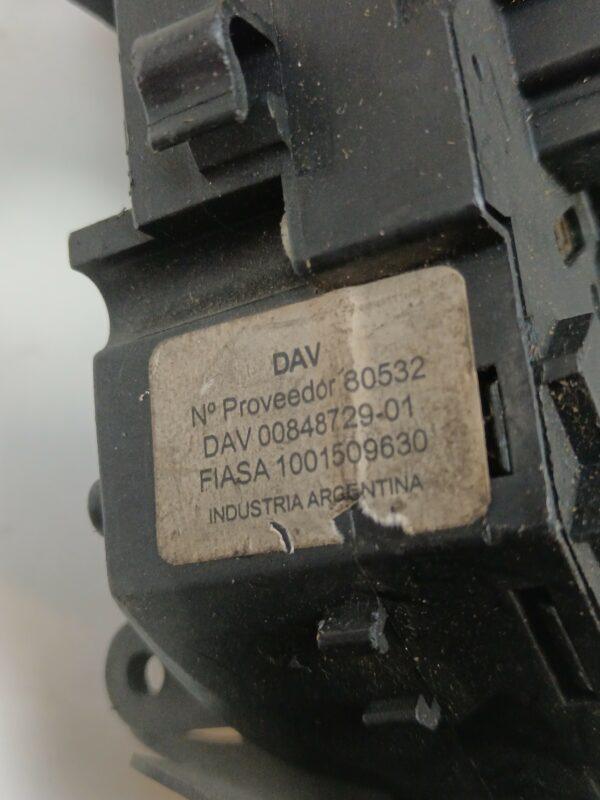 DAV
Nº Proveedor 80532
DAV 00848729-01
FIASA 1001509630
INDUSTRIA ARGENTINA